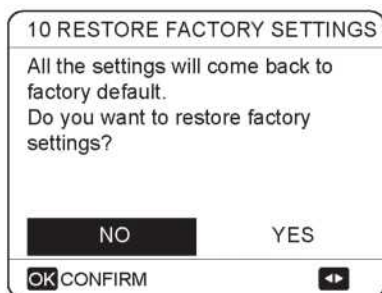 10 RESTORE FACTORY SETTINGS
All the settings will come back to
factory default.
Do you want to restore factory
settings?
NO YES
OK CONFIRM